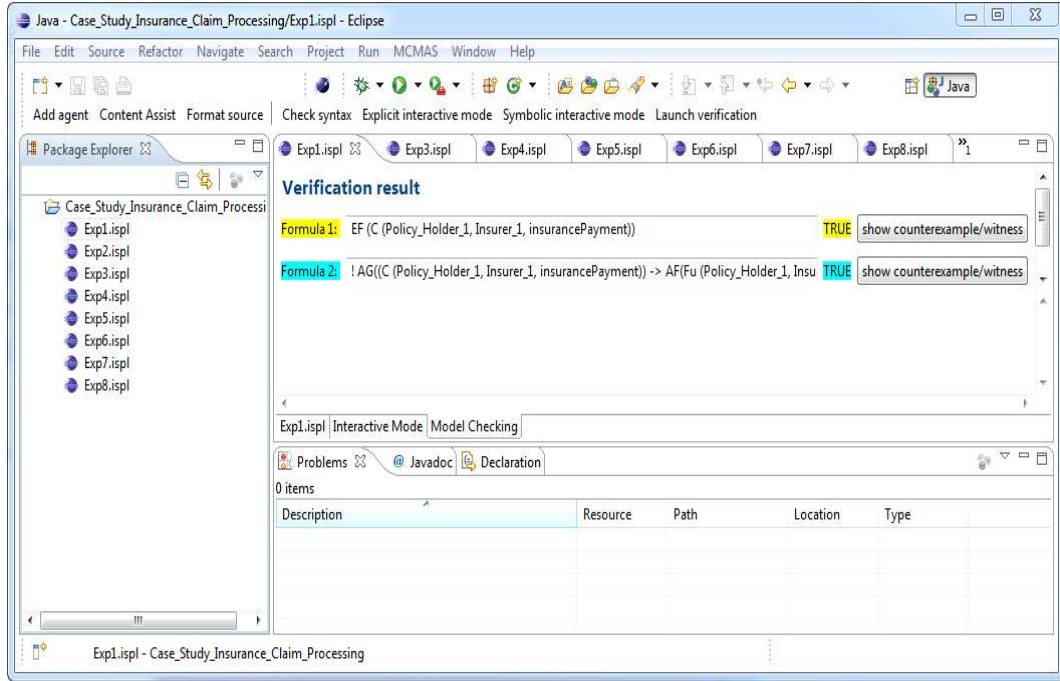 Java - Case_Study_Insurance_Claim_Processing/Exp1.ispl - Eclipse
File Edit Source Refactor Navigate Search Project Run MCMAS Window Help
Java
Add agent Content Assist Format source Check syntax Explicit interactive mode Symbolic interactive mode Launch verification
Package Explorer
Case_Study_Insurance_Claim_Processi
Exp1.ispl
Exp2.ispl
Exp3.ispl
Exp4.ispl
Exp5.ispl
Exp6.ispl
Exp7.ispl
Exp8.ispl
Exp1.ispl Exp3.ispl Exp4.ispl Exp5.ispl Exp6.ispl Exp7.ispl Exp8.ispl »1
Verification result
Formula 1: EF (C (Policy_Holder_1, Insurer_1, insurancePayment)) TRUE show counterexample/witness
Formula 2: ! AG((C (Policy_Holder_1, Insurer_1, insurancePayment)) -> AF(Fu (Policy_Holder_1, Insu TRUE show counterexample/witness
Exp1.ispl Interactive Mode Model Checking
Problems @ Javadoc Declaration
0 items
Description Resource Path Location Type
Exp1.ispl - Case_Study_Insurance_Claim_Processing